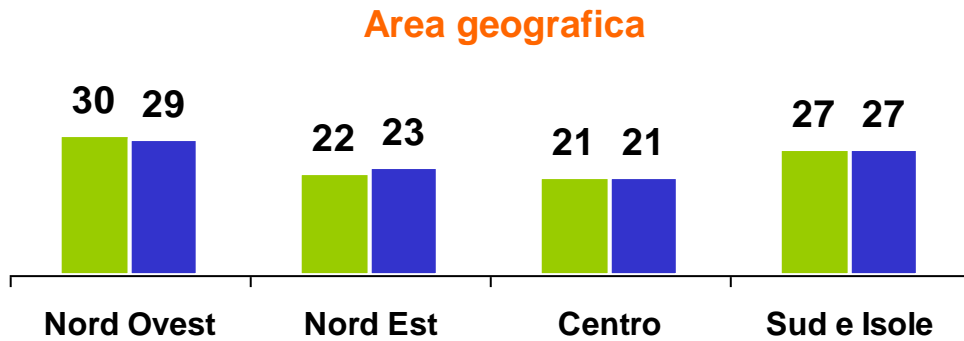 Area geografica
30 29 22 23 21 21 27 27
Nord Ovest Nord Est Centro Sud e Isole